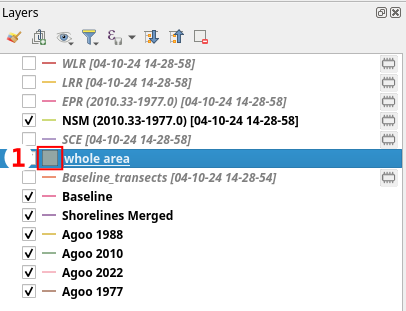 Layers
WLR [04-10-24 14-28-58]
LRR [04-10-24 14-28-58]
EPR (2010.33-1977.0) [04-10-24 14-28-58]
NSM (2010.33-1977.0) [04-10-24 14-28-58]
SCE [04-10-24 14-28-58]
1 whole area
Baseline_transects [04-10-24 14-28-54]
Baseline
Shorelines Merged
Agoo 1988
Agoo 2010
Agoo 2022
Agoo 1977